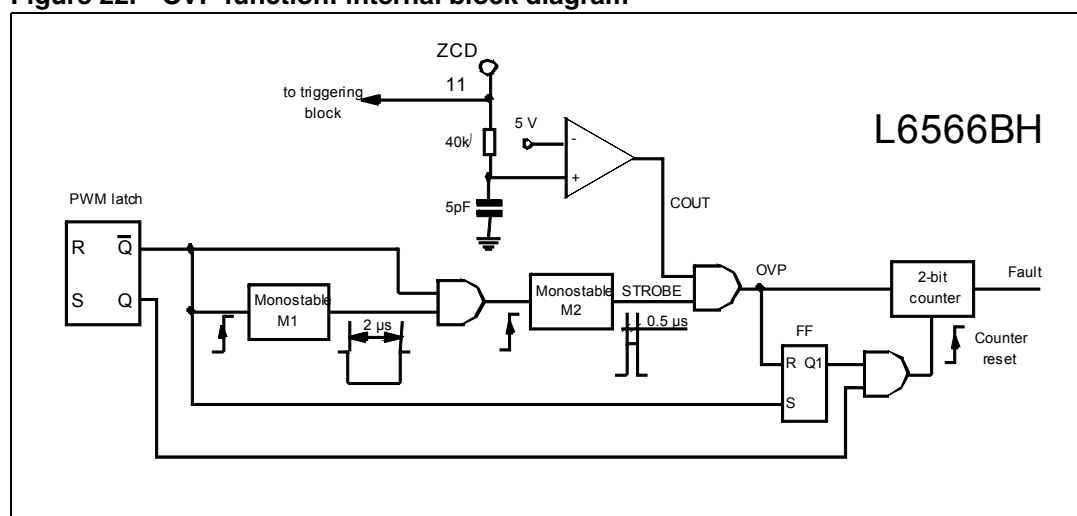 Figure 22. OVP function: internal block diagram
ZCD
11
to triggering
block
L6566BH
5 V
40k
-
+
5pF
COUT
PWM latch
R Q
S Q
Monostable
M1
2 µs
Monostable
M2
STROBE
0.5 µs
OVP
2-bit
counter
Fault
FF
R Q1
S
Counter
reset